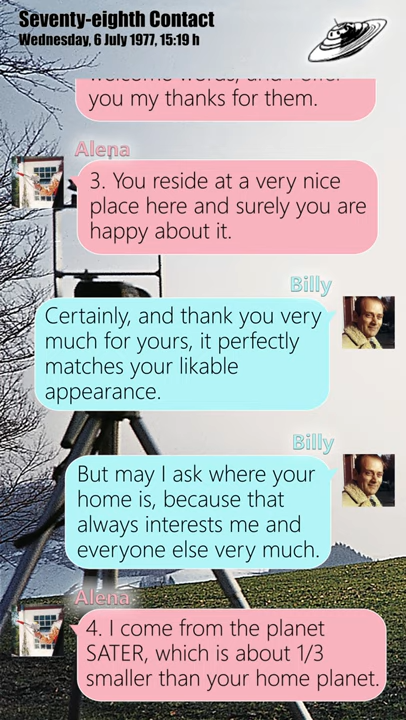 Seventy-eighth Contact
Wednesday, 6 July 1977, 15:19 h
you my thanks for them.
Alena
3. You reside at a very nice
place here and surely you are
happy about it.
Billy
Certainly, and thank you very
much for yours, it perfectly
matches your likable
appearance.
Billy
But may I ask where your
home is, because that
always interests me and
everyone else very much.
Alena
4. I come from the planet
SATER, which is about 1/3
smaller than your home planet.